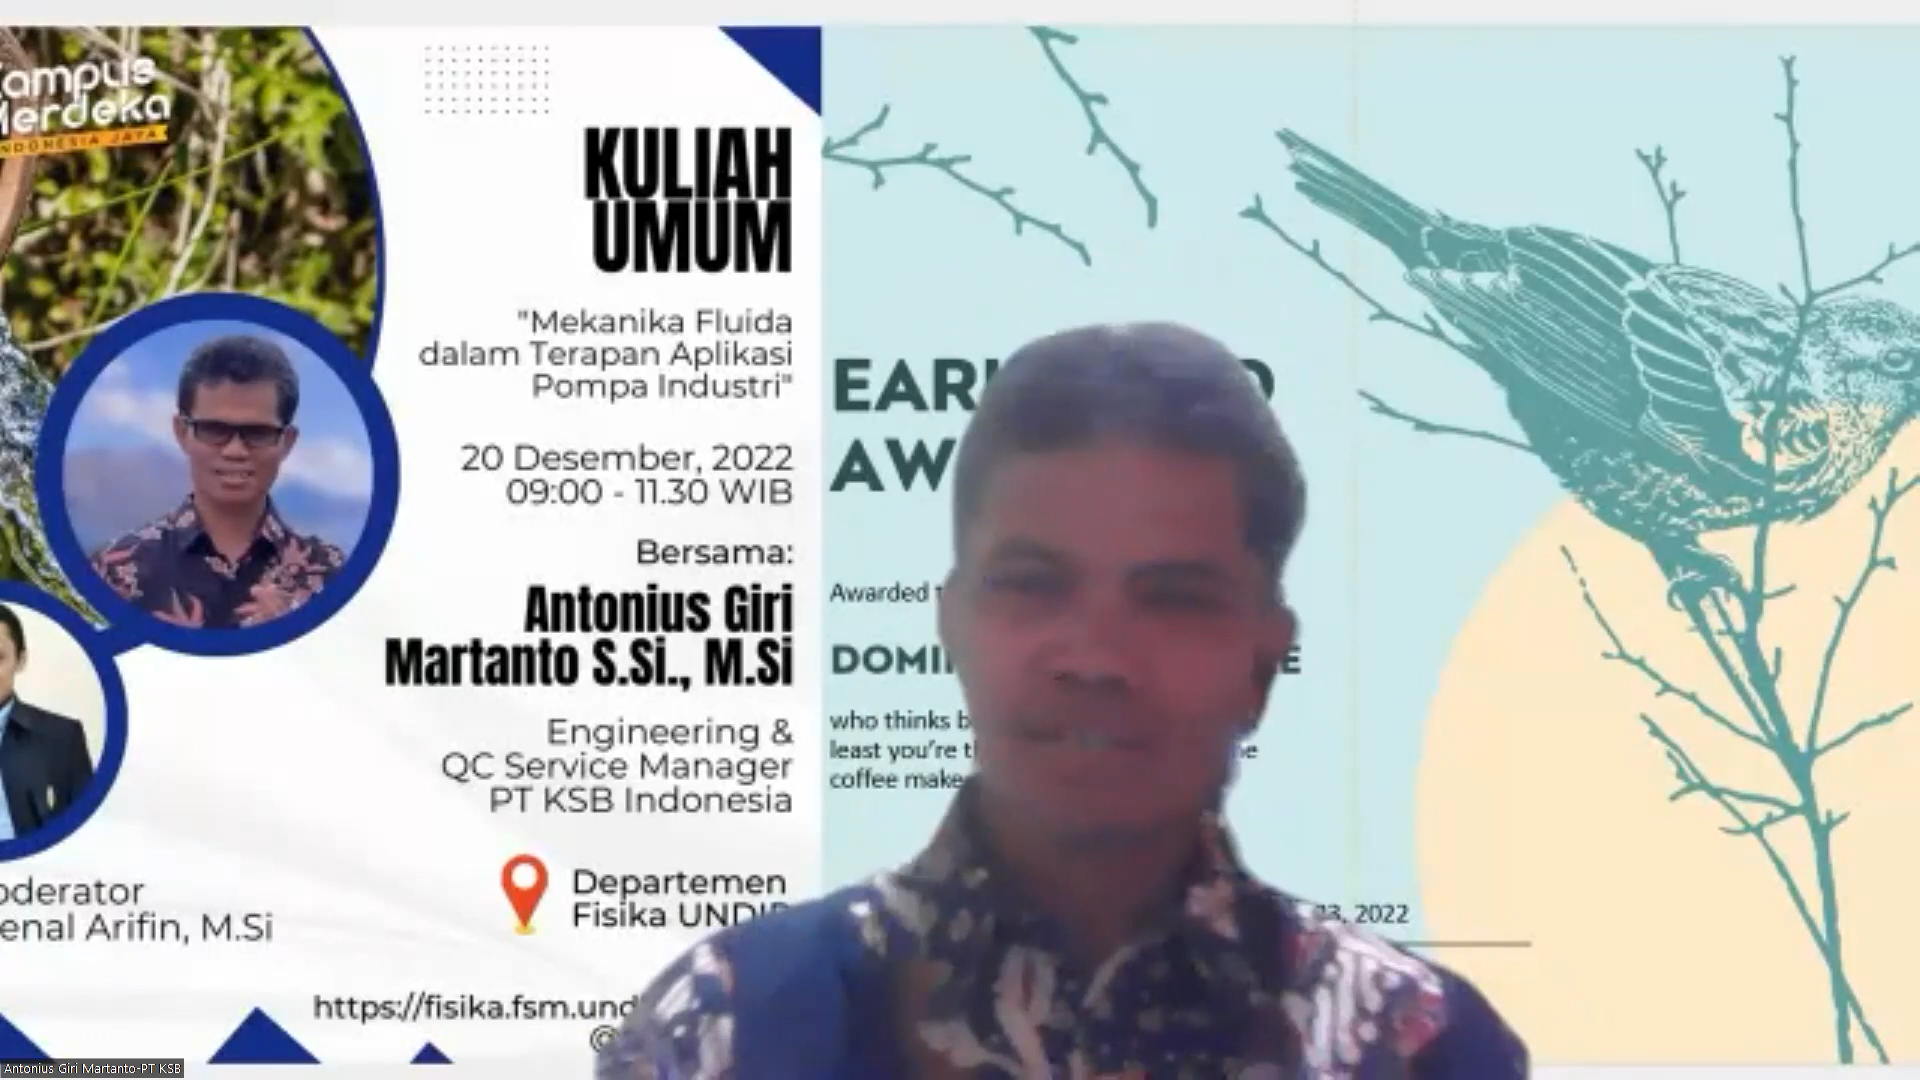 Kampus
Merdeka
INDONESIA JAYA
KULIAH
UMUM
"Mekanika Fluida
dalam Terapan Aplikasi
Pompa Industri"
20 Desember, 2022
09:00 - 11.30 WIB
Bersama:
Antonius Giri
Martanto S.Si., M.Si
Engineering &
QC Service Manager
PT KSB Indonesia
Departemen
Fisika UNDIP
oderator
enal Arifin, M.Si
https://fisika.fsm.und
@
EAR
AW
Awarded
DOMI
who thinks b
least you're t
coffee make
3, 2022
Antonius Giri Martanto-PT KSB